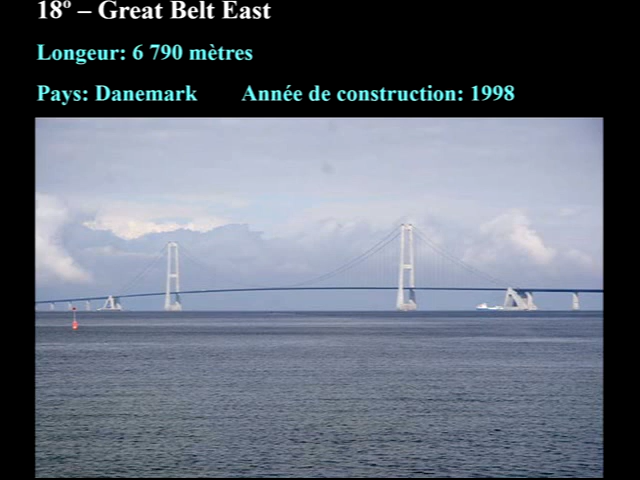 18º – Great Belt East
Longeur: 6 790 mètres
Pays: Danemark Année de construction: 1998